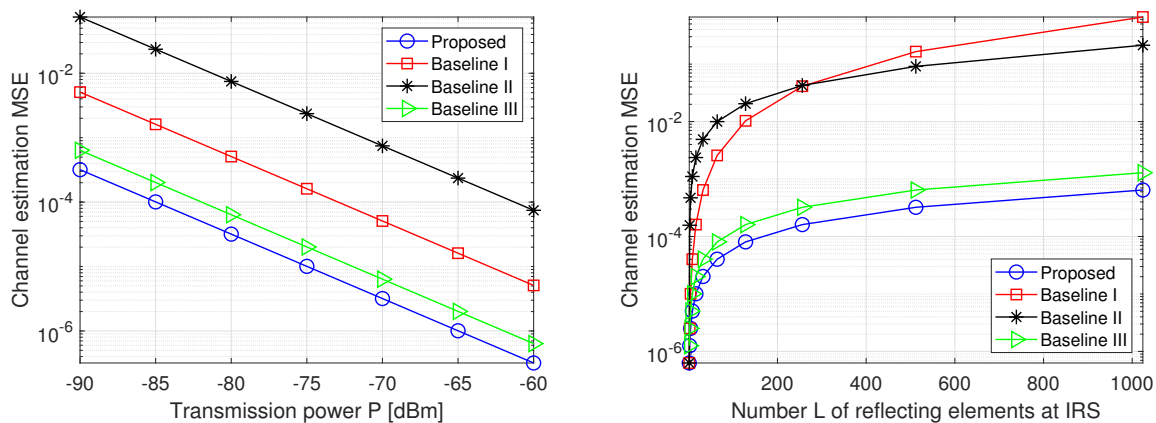 Channel estimation MSE
10-2
10-4
10-6
-90
-85
-80
-75
-70
-65
-60
Transmission power P [dBm]
Proposed
Baseline I
Baseline II
Baseline III
Channel estimation MSE
10-2
10-4
10-6
200
400
600
800
1000
Number L of reflecting elements at IRS
Proposed
Baseline I
Baseline II
Baseline III